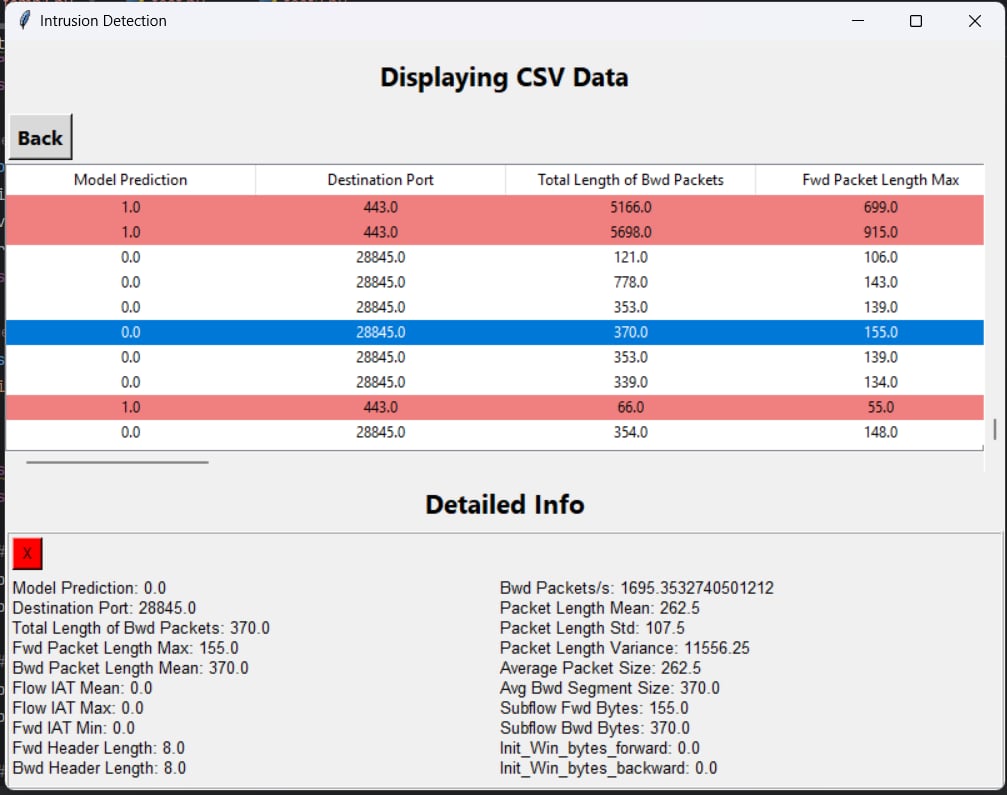 Intrusion Detection
Displaying CSV Data
Back
Model Prediction Destination Port Total Length of Bwd Packets Fwd Packet Length Max
1.0 443.0 5166.0 699.0
1.0 443.0 5698.0 915.0
0.0 28845.0 121.0 106.0
0.0 28845.0 778.0 143.0
0.0 28845.0 353.0 139.0
0.0 28845.0 370.0 155.0
0.0 28845.0 353.0 139.0
0.0 28845.0 339.0 134.0
1.0 443.0 66.0 55.0
0.0 28845.0 354.0 148.0
Detailed Info
X
Model Prediction: 0.0
Destination Port: 28845.0
Total Length of Bwd Packets: 370.0
Fwd Packet Length Max: 155.0
Bwd Packet Length Mean: 370.0
Flow IAT Mean: 0.0
Flow IAT Max: 0.0
Fwd IAT Min: 0.0
Fwd Header Length: 8.0
Bwd Header Length: 8.0
Bwd Packets/s: 1695.3532740501212
Packet Length Mean: 262.5
Packet Length Std: 107.5
Packet Length Variance: 11556.25
Average Packet Size: 262.5
Avg Bwd Segment Size: 370.0
Subflow Fwd Bytes: 155.0
Subflow Bwd Bytes: 370.0
Init_Win_bytes_forward: 0.0
Init_Win_bytes_backward: 0.0